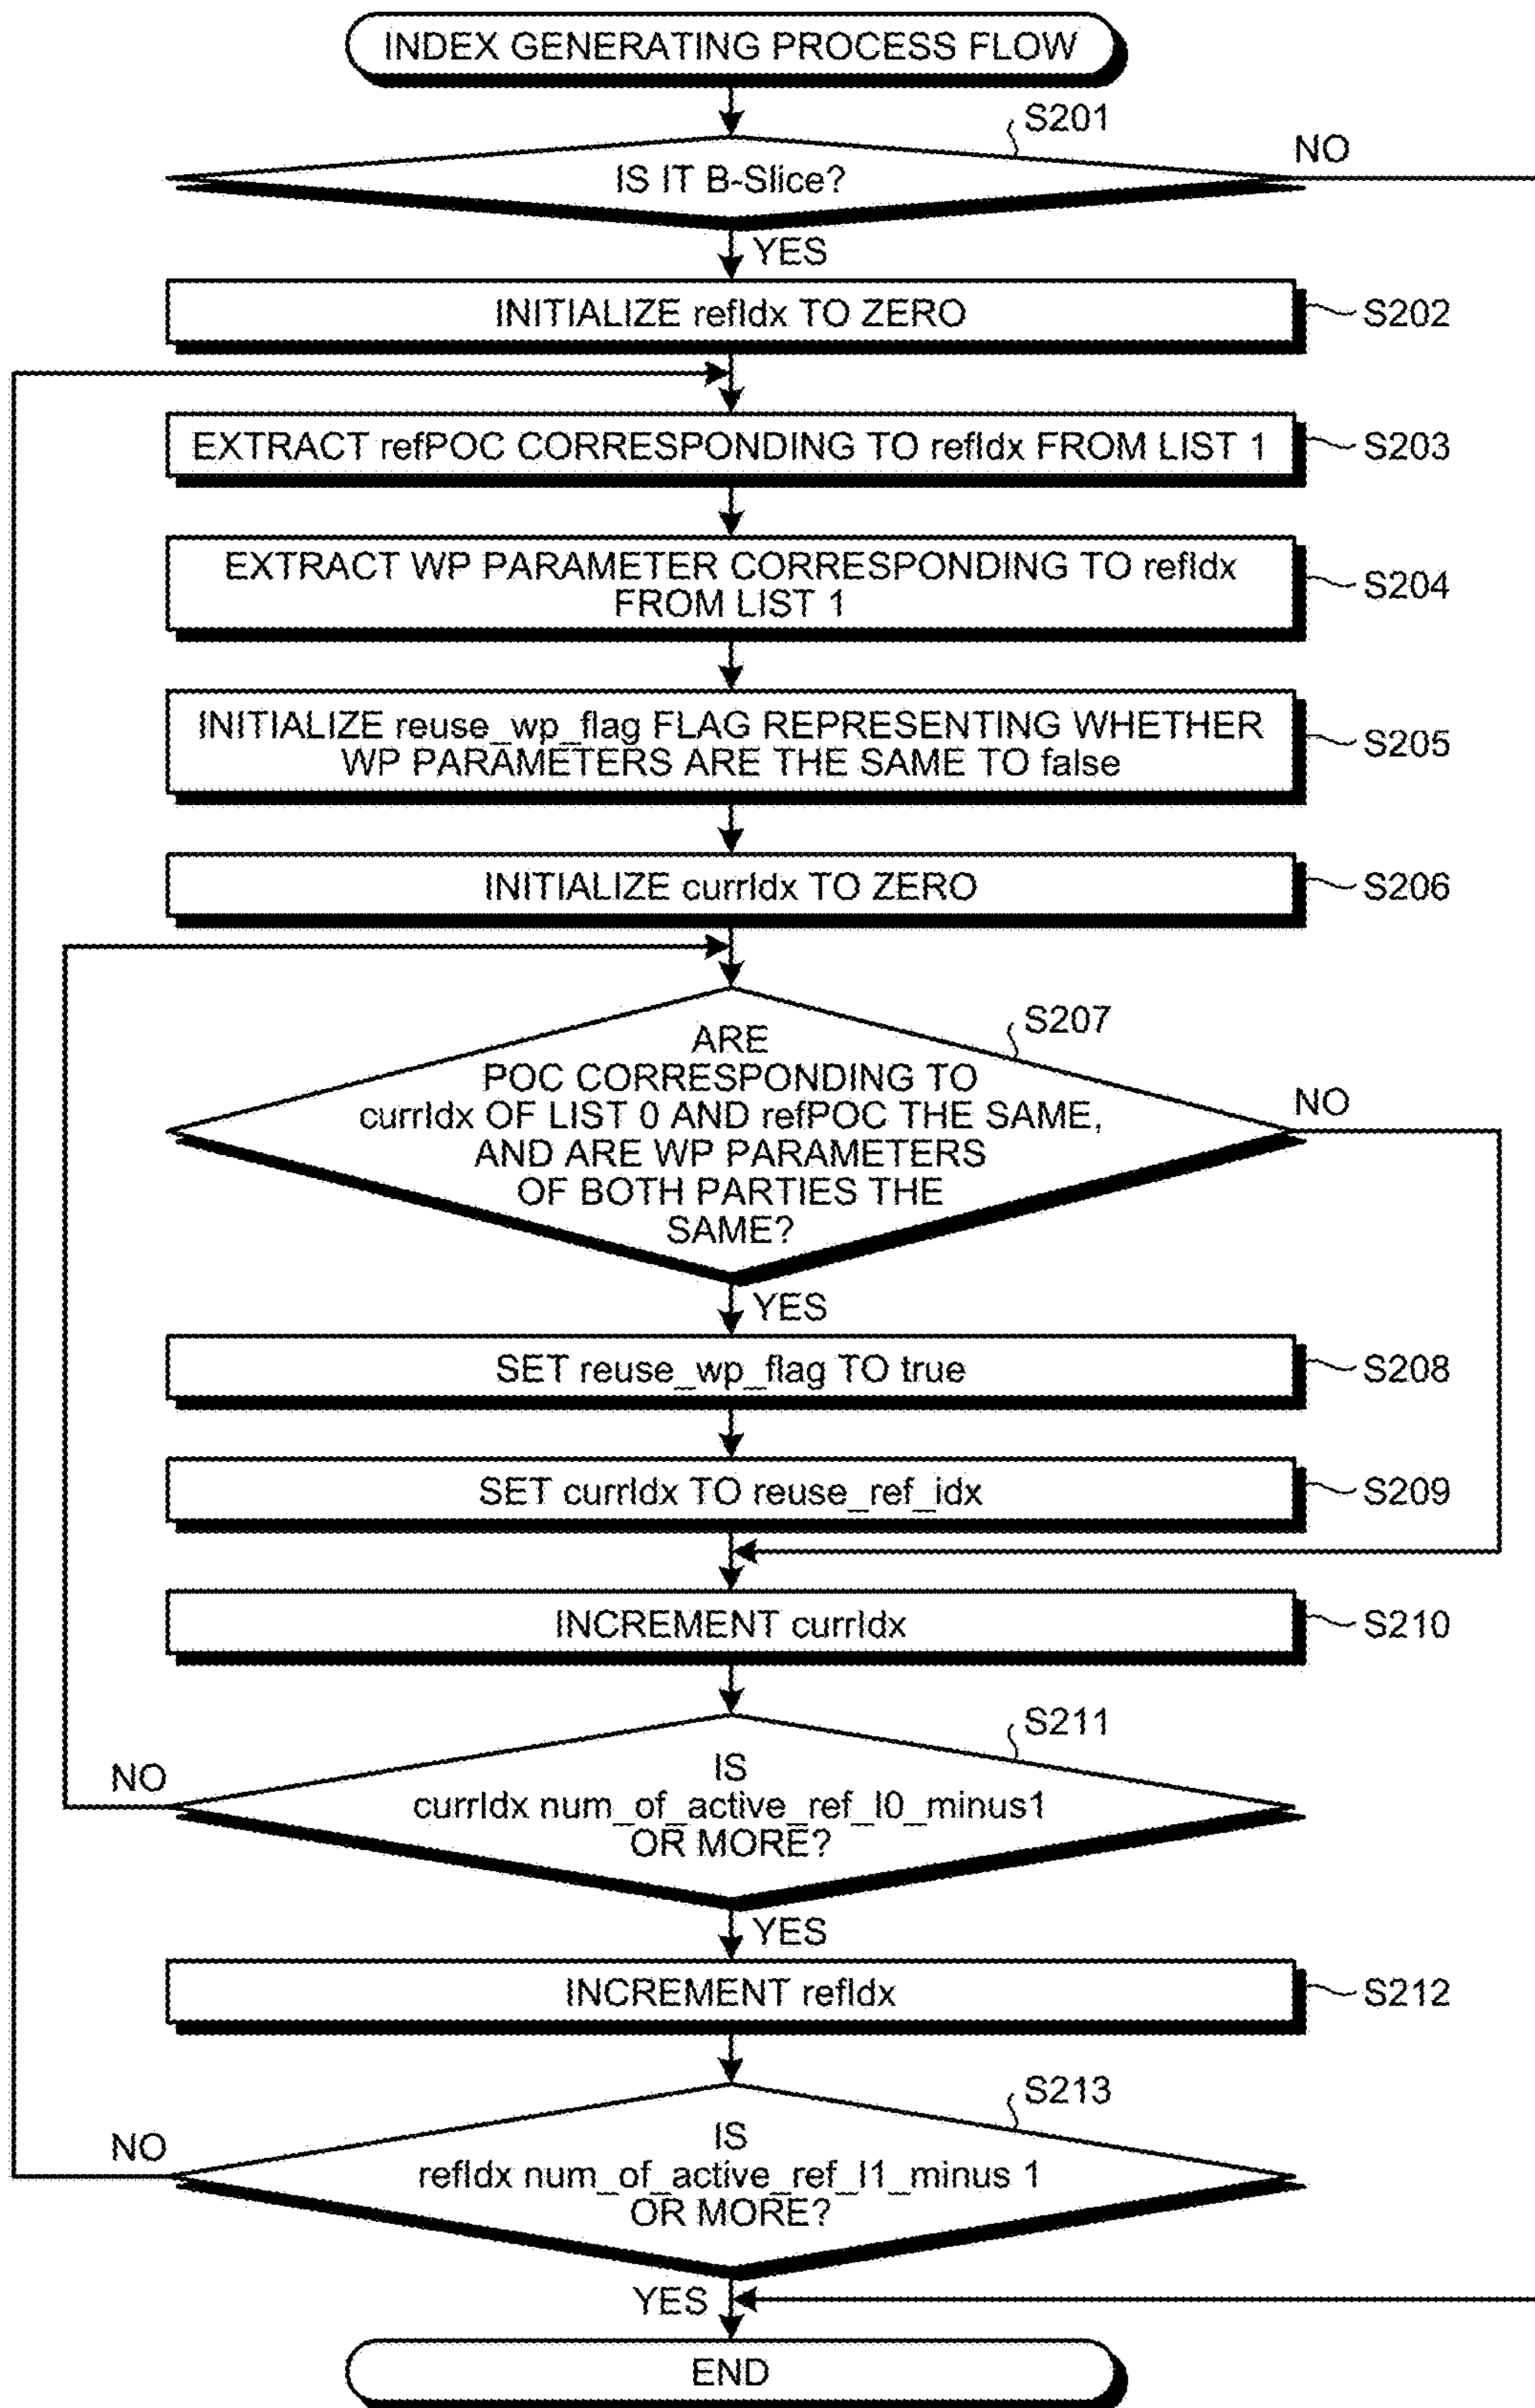 INDEX GENERATING PROCESS FLOW
S201
NO
IS IT B-Slice?
YES
INITIALIZE refIdx TO ZERO
S202
EXTRACT refPOC CORRESPONDING TO refIdx FROM LIST 1
S203
EXTRACT WP PARAMETER CORRESPONDING TO refIdx
FROM LIST 1
S204
INITIALIZE reuse_wp_flag FLAG REPRESENTING WHETHER
WP PARAMETERS ARE THE SAME TO false
S205
INITIALIZE currIdx TO ZERO
S206
S207
ARE
POC CORRESPONDING TO
currIdx OF LIST 0 AND refPOC THE SAME,
AND ARE WP PARAMETERS
OF BOTH PARTIES THE
SAME?
NO
YES
SET reuse_wp_flag TO true
S208
SET currIdx TO reuse_ref_idx
S209
INCREMENT currIdx
S210
S211
NO
IS
currIdx num_of_active_ref_l0_minus1
OR MORE?
YES
INCREMENT refIdx
S212
S213
NO
IS
refIdx num_of_active_ref_l1_minus 1
OR MORE?
YES
END